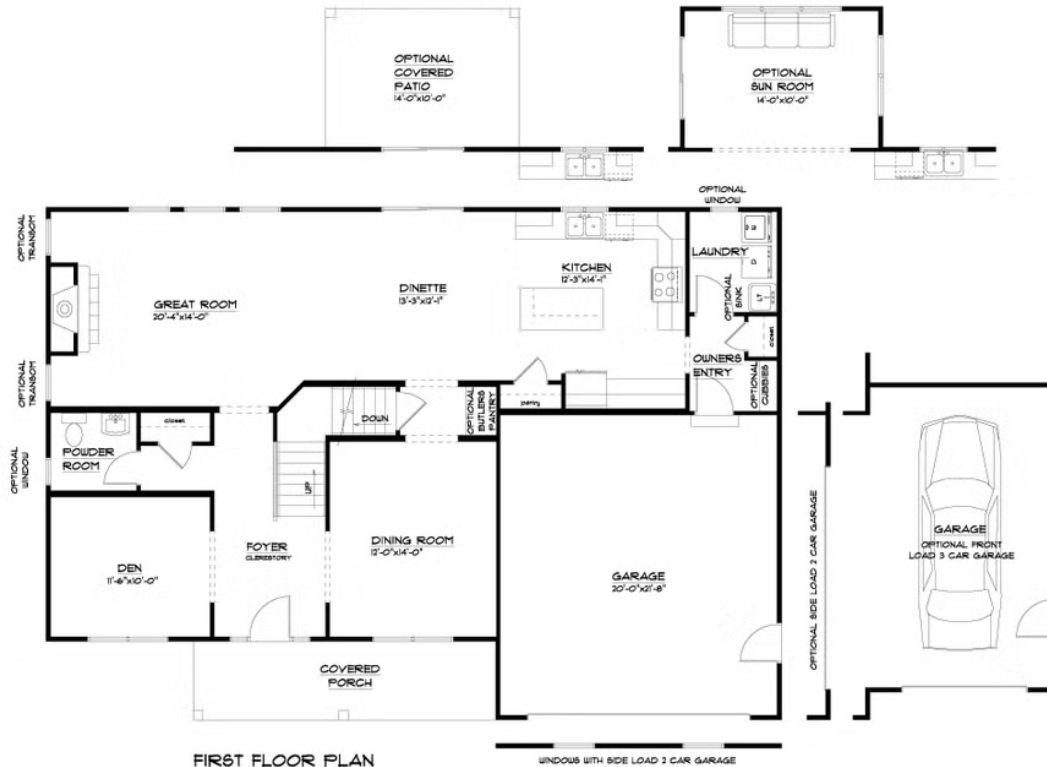 OPTIONAL
COVERED
PATIO
14'-0"x10'-0"
OPTIONAL
SUN ROOM
14'-0"x10'-0"
OPTIONAL
WINDOW
OPTIONAL
TRANSOM
GREAT ROOM
20'-4"x14'-0"
DINETTE
13'-3"x12'-1"
KITCHEN
12'-3"x14'-1"
LAUNDRY
W
D
LT
OPTIONAL
SINK
closet
OWNERS
ENTRY
OPTIONAL
CUBBIES
OPTIONAL
TRANSOM
pantry
OPTIONAL
BUTLERS
PANTRY
DOWN
closet
POWDER
ROOM
OPTIONAL
WINDOW
UP
FOYER
CLERESTORY
DINING ROOM
12'-0"x14'-0"
DEN
11'-6"x10'-0"
GARAGE
20'-0"x21'-8"
OPTIONAL SIDE LOAD 2 CAR GARAGE
GARAGE
OPTIONAL FRONT
LOAD 3 CAR GARAGE
COVERED
PORCH
FIRST FLOOR PLAN
WINDOWS WITH SIDE LOAD 2 CAR GARAGE